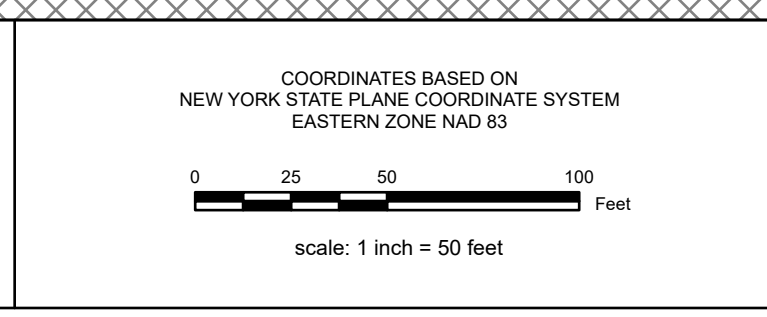 COORDINATES BASED ON
NEW YORK STATE PLANE COORDINATE SYSTEM
EASTERN ZONE NAD 83
0 25 50 100
Feet
scale: 1 inch = 50 feet